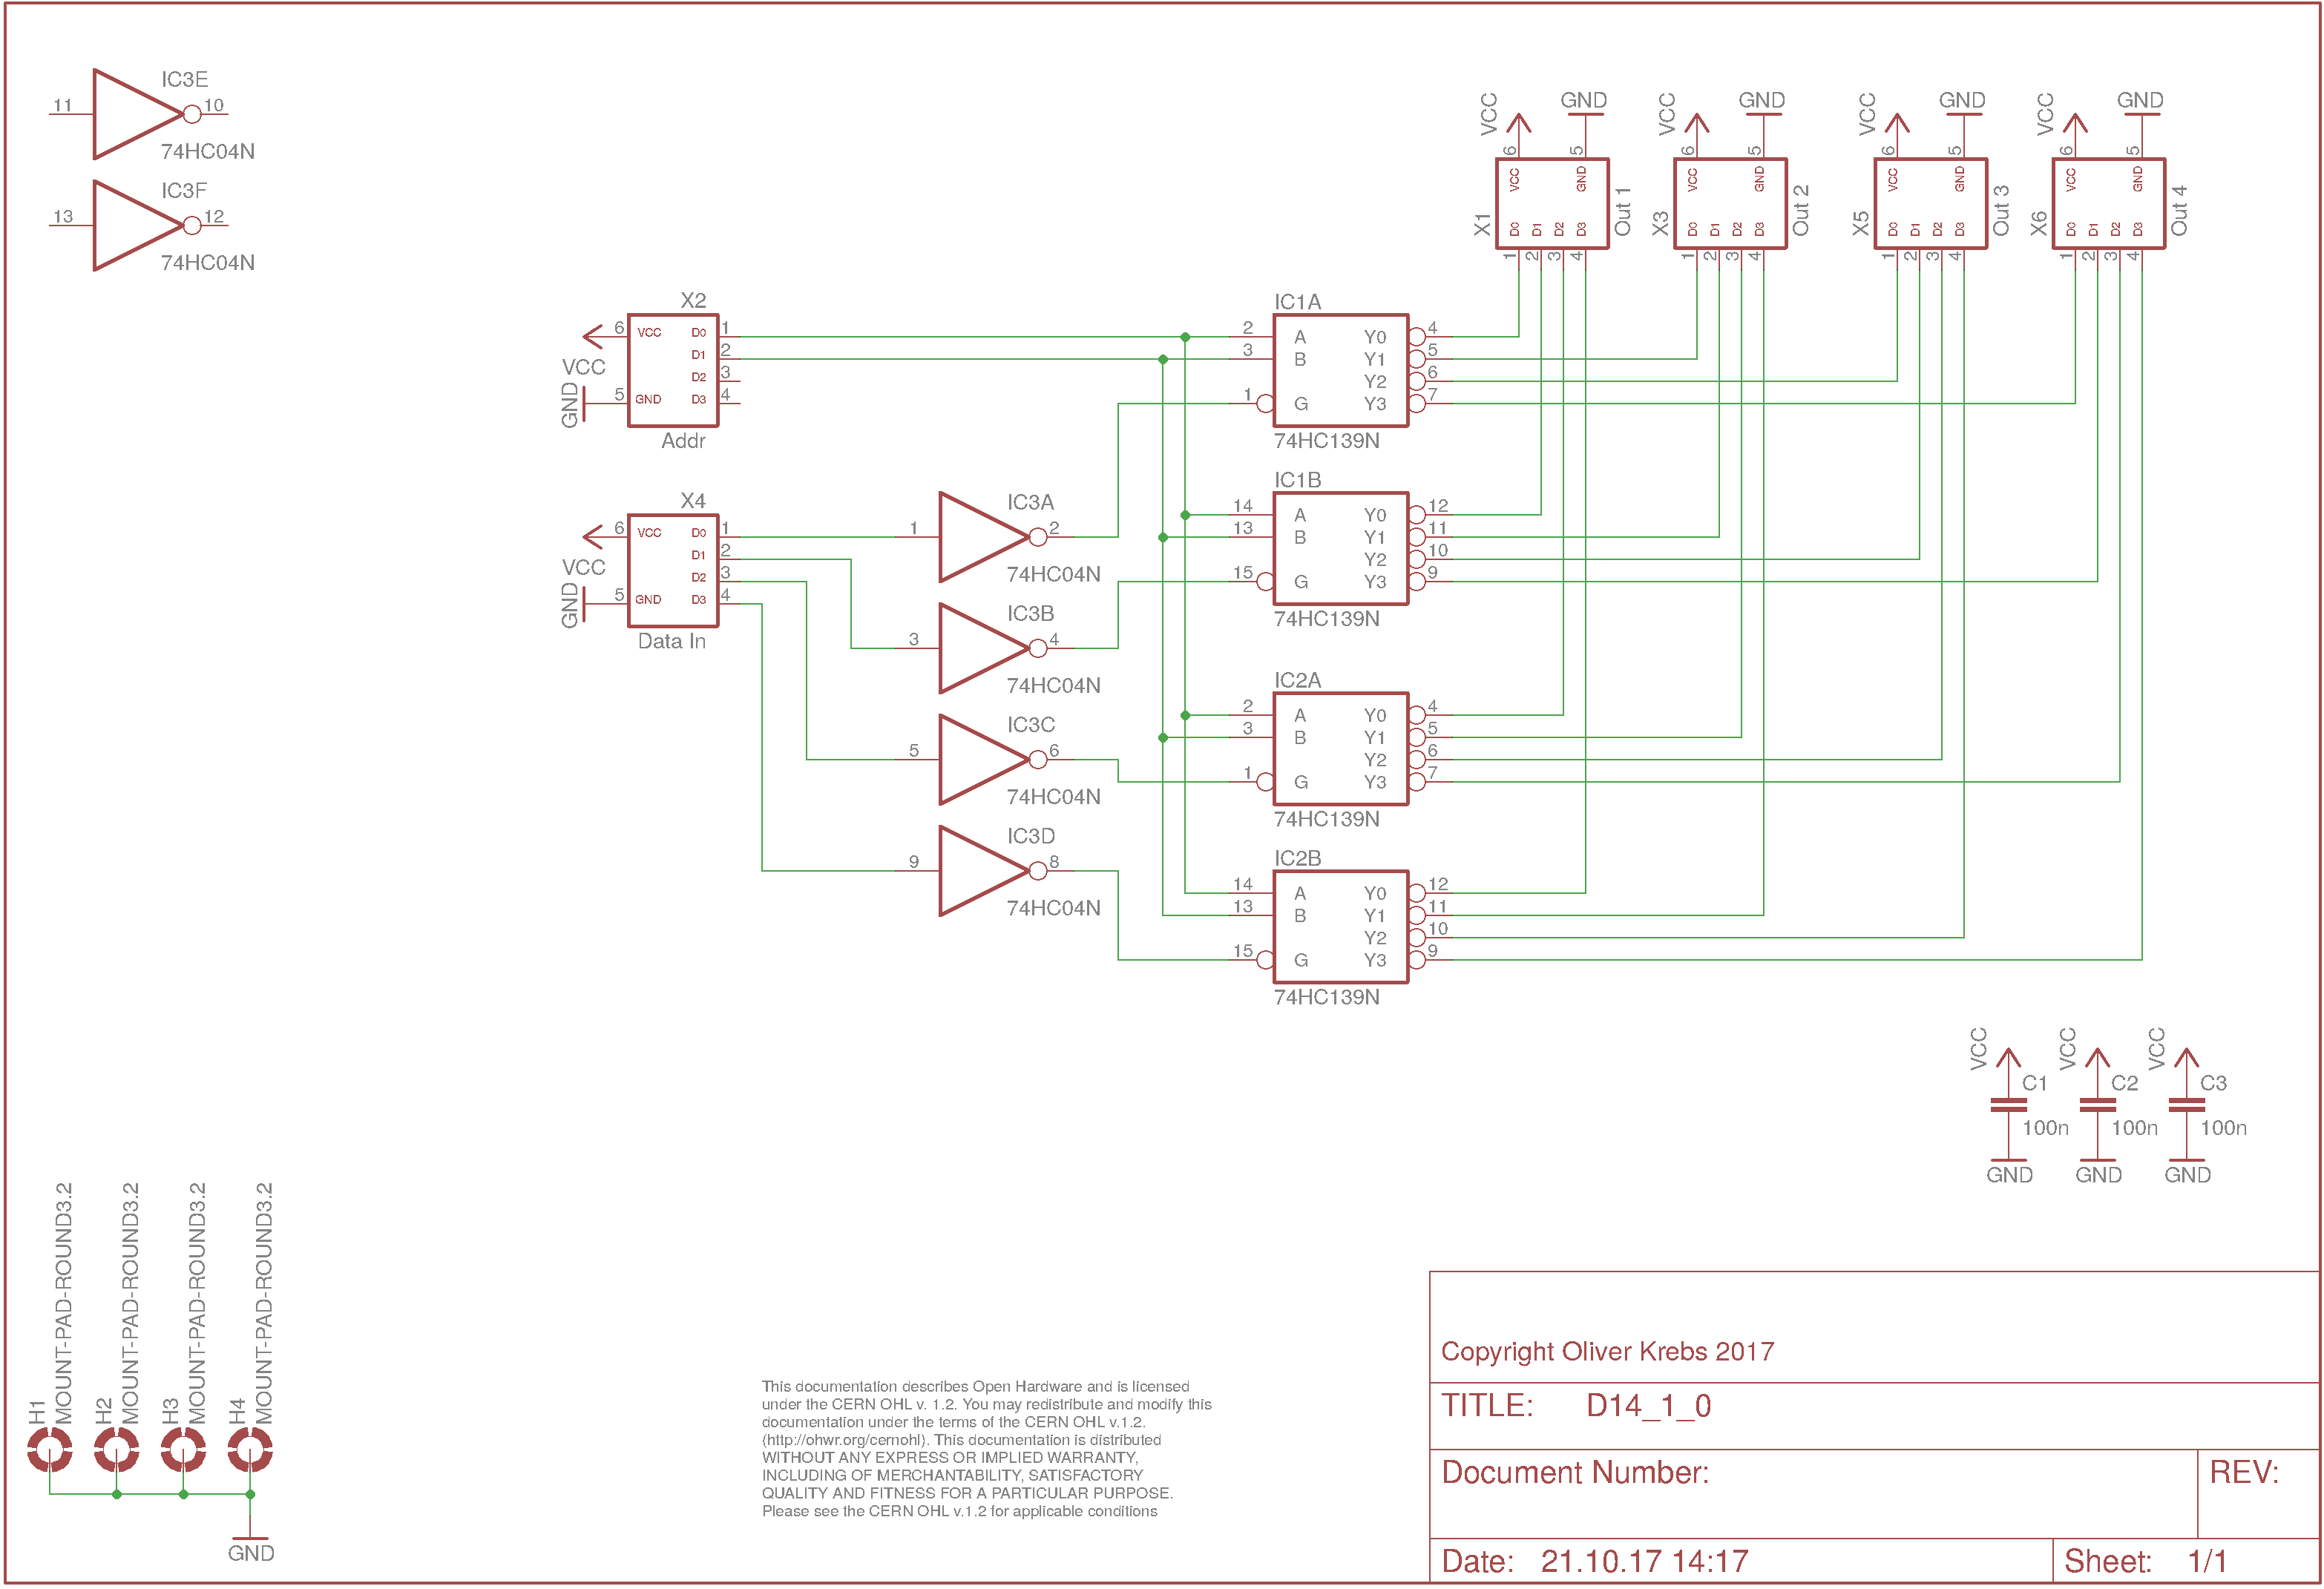 IC3E
11
10
74HC04N
IC3F
13
12
74HC04N
VCC
GND
VCC
GND
VCC
GND
VCC
GND
6
5
6
5
6
5
6
5
VCC
GND
VCC
GND
VCC
GND
VCC
GND
X1
D0
D1
D2
D3
Out 1
X3
D0
D1
D2
D3
Out 2
X5
D0
D1
D2
D3
Out 3
X6
D0
D1
D2
D3
Out 4
1
2
3
4
1
2
3
4
1
2
3
4
1
2
3
4
X2
6
VCC
D0
1
VCC
D1
2
D2
3
GND
5
GND
D3
4
Addr
IC1A
2
A
Y0
4
3
B
Y1
5
Y2
6
1
G
Y3
7
74HC139N
X4
6
VCC
D0
1
VCC
D1
2
D2
3
GND
5
GND
D3
4
Data In
IC3A
1
2
74HC04N
IC3B
3
4
74HC04N
IC3C
5
6
74HC04N
IC3D
9
8
74HC04N
IC1B
14
A
Y0
12
13
B
Y1
11
Y2
10
15
G
Y3
9
74HC139N
IC2A
2
A
Y0
4
3
B
Y1
5
Y2
6
1
G
Y3
7
74HC139N
IC2B
14
A
Y0
12
13
B
Y1
11
Y2
10
15
G
Y3
9
74HC139N
VCC
C1
100n
GND
VCC
C2
100n
GND
VCC
C3
100n
GND
H1
MOUNT-PAD-ROUND3.2
H2
MOUNT-PAD-ROUND3.2
H3
MOUNT-PAD-ROUND3.2
H4
MOUNT-PAD-ROUND3.2
GND
This documentation describes Open Hardware and is licensed
under the CERN OHL v. 1.2. You may redistribute and modify this
documentation under the terms of the CERN OHL v.1.2.
(http://ohwr.org/cernohl). This documentation is distributed
WITHOUT ANY EXPRESS OR IMPLIED WARRANTY,
INCLUDING OF MERCHANTABILITY, SATISFACTORY
QUALITY AND FITNESS FOR A PARTICULAR PURPOSE.
Please see the CERN OHL v.1.2 for applicable conditions
Copyright Oliver Krebs 2017
TITLE: D14_1_0
Document Number:
REV:
Date: 21.10.17 14:17
Sheet: 1/1